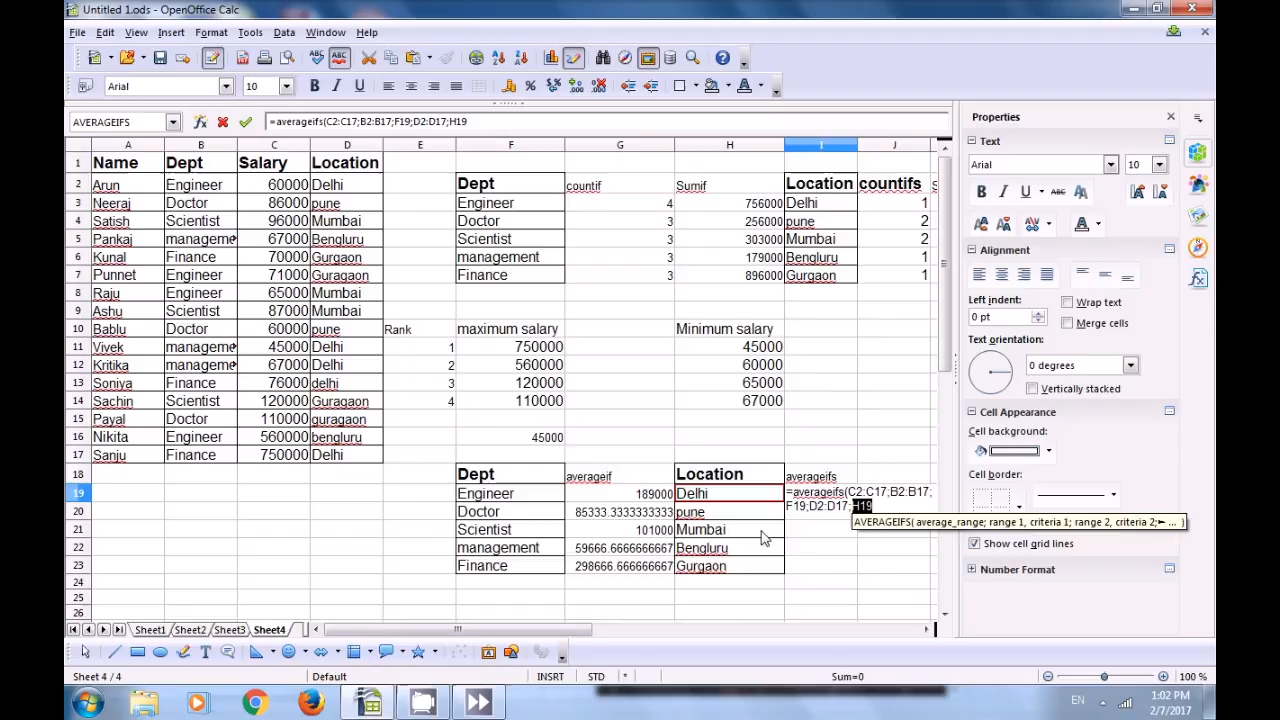 Untitled 1.ods - OpenOffice Calc
File Edit View Insert Format Tools Data Window Help
Arial 10
AVERAGEIFS =averageifs(C2:C17;B2:B17;F19;D2:D17;H19
A B C D E F G H I J
1 Name Dept Salary Location
2 Arun Engineer 60000 Delhi Dept countif Sumif Location countifs S
3 Neeraj Doctor 86000 pune Engineer 4 756000 Delhi 1
4 Satish Scientist 96000 Mumbai Doctor 3 256000 pune 2
5 Pankaj manageme 67000 Bengluru Scientist 3 303000 Mumbai 2
6 Kunal Finance 70000 Gurgaon management 3 179000 Bengluru 1
7 Punnet Engineer 71000 Guragaon Finance 3 896000 Gurgaon 1
8 Raju Engineer 65000 Mumbai
9 Ashu Scientist 87000 Mumbai
10 Bablu Doctor 60000 pune Rank maximum salary Minimum salary
11 Vivek manageme 45000 Delhi 1 750000 45000
12 Kritika manageme 67000 Delhi 2 560000 60000
13 Soniya Finance 76000 delhi 3 120000 65000
14 Sachin Scientist 120000 Guragaon 4 110000 67000
15 Payal Doctor 110000 guragaon
16 Nikita Engineer 560000 bengluru 45000
17 Sanju Finance 750000 Delhi
18 Dept averageif Location averageifs
19 Engineer 189000 Delhi =averageifs(C2:C17;B2:B17;
F19;D2:D17;H19
20 Doctor 85333.3333333333 pune
AVERAGEIFS( average_range; range 1, criteria 1; range 2, criteria 2; ... )
21 Scientist 101000 Mumbai
22 management 59666.6666666667 Bengluru
23 Finance 298666.666666667 Gurgaon
24
25
26
Sheet1 Sheet2 Sheet3 Sheet4
Properties
Text
Arial 10
B I U ABC
Alignment
Left indent: Wrap text
0 pt Merge cells
Text orientation:
0 degrees
Vertically stacked
Cell Appearance
Cell background:
Cell border:
Show cell grid lines
Number Format
Sheet 4 / 4 Default INSRT STD * Sum=0 100 %
EN 1:02 PM
2/7/2017